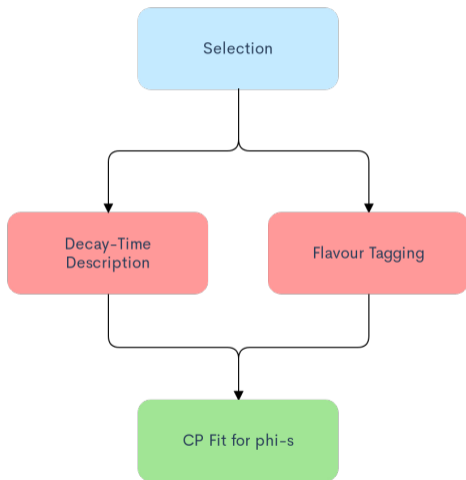 Selection
Decay-Time
Description
Flavour Tagging
CP Fit for phi-s